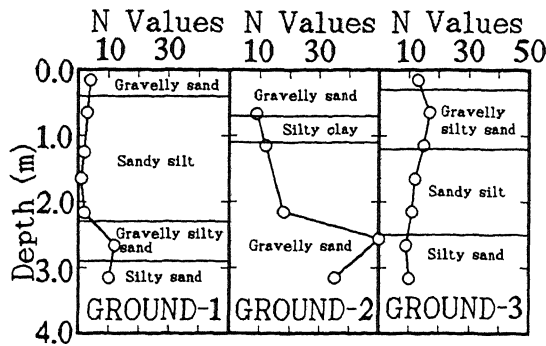 N Values N Values N Values
10 30 10 30 10 30 50
0.0
Gravelly sand
Gravelly sand
Gravelly
silty sand
Silty clay
1.0
Sandy silt
Sandy silt
2.0
Gravelly silty
sand
Gravelly sand
Silty sand
3.0
Silty sand
GROUND-1 GROUND-2 GROUND-3
4.0
Depth (m)